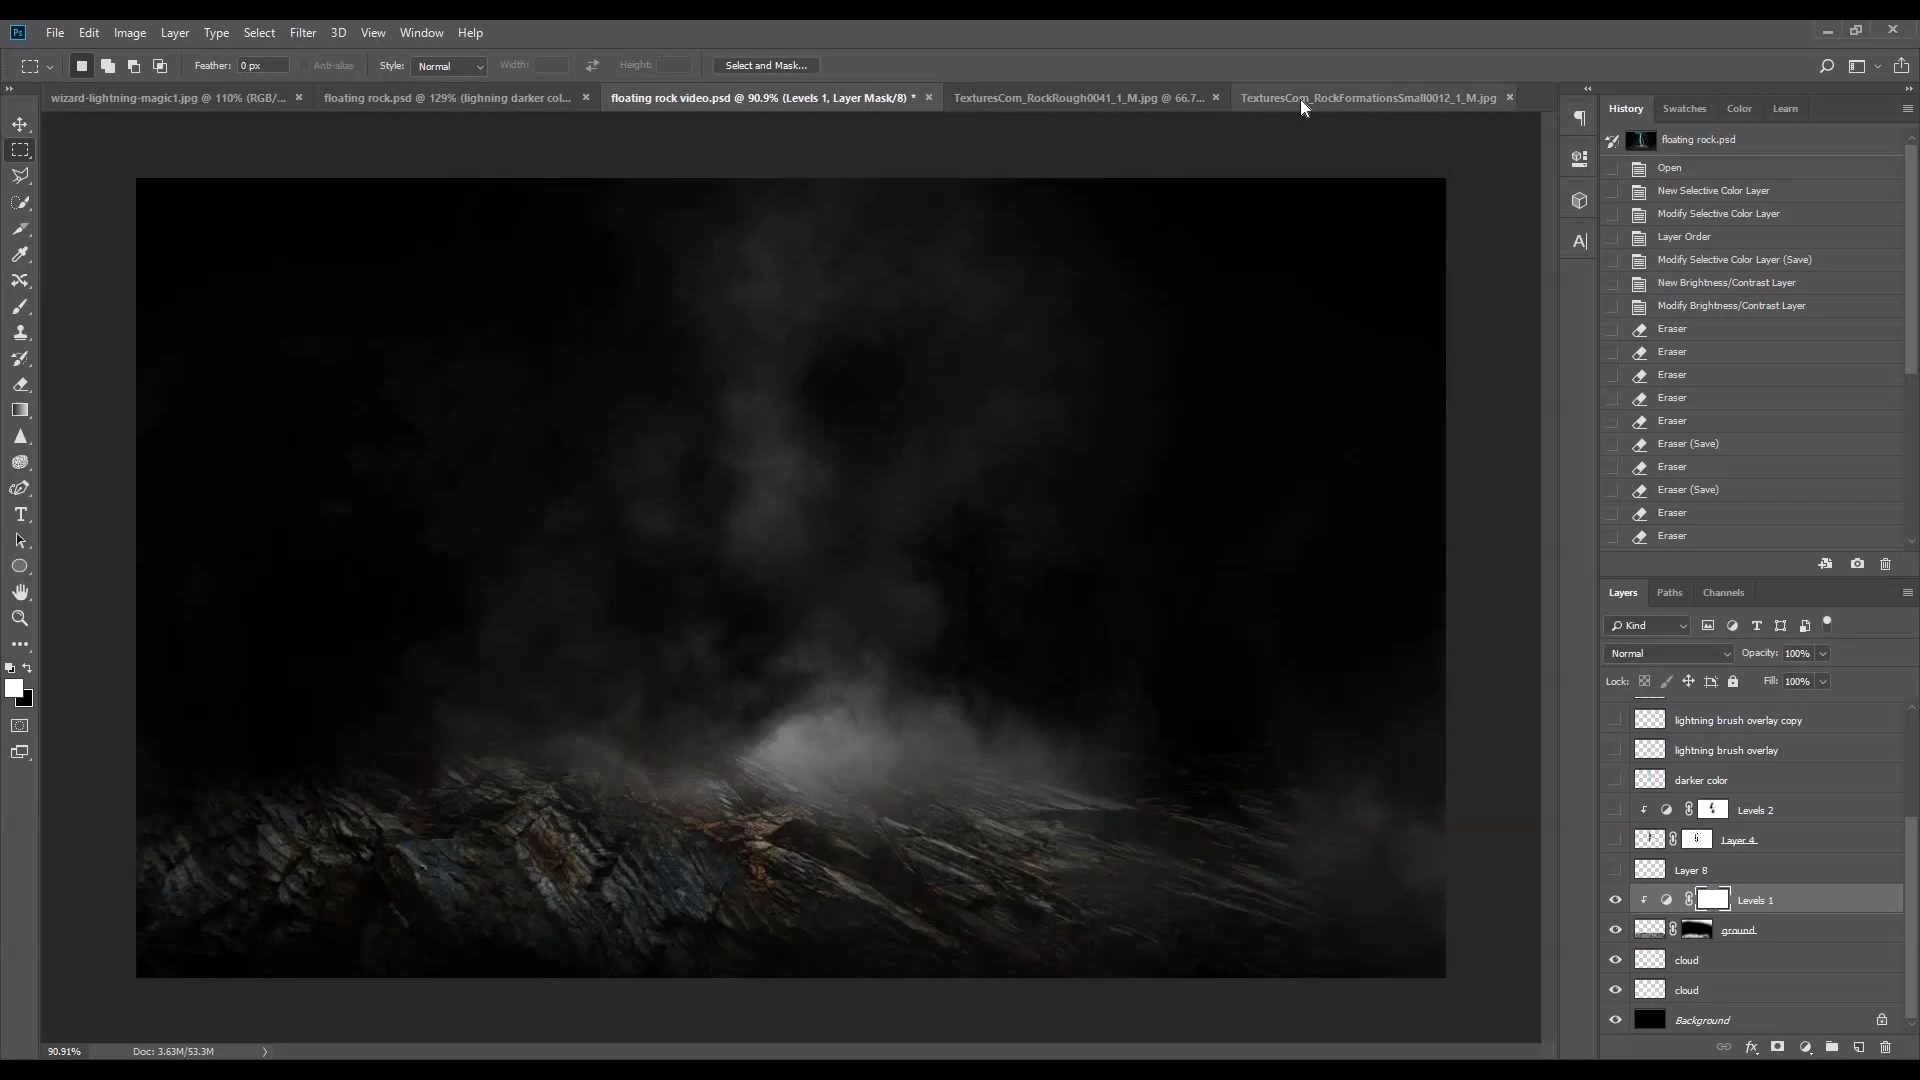 Ps File Edit Image Layer Type Select Filter 3D View Window Help
Feather: 0 px Anti-alias Style: Normal Width: Height: Select and Mask...
wizard-lightning-magic1.jpg @ 110% (RGB/... floating rock.psd @ 129% (lighning darker col... floating rock video.psd @ 90.9% (Levels 1, Layer Mask/8) * TexturesCom_RockRough0041_1_M.jpg @ 66.7... TexturesCom_RockFormationsSmall0012_1_M.jpg
History Swatches Color Learn
floating rock.psd
Open
New Selective Color Layer
Modify Selective Color Layer
Layer Order
Modify Selective Color Layer (Save)
New Brightness/Contrast Layer
Modify Brightness/Contrast Layer
Eraser
Eraser
Eraser
Eraser
Eraser
Eraser (Save)
Eraser
Eraser (Save)
Eraser
Eraser
Layers Paths Channels
Kind
Normal Opacity: 100%
Lock: Fill: 100%
lightning brush overlay copy
lightning brush overlay
darker color
Levels 2
Layer 4
Layer 8
Levels 1
ground
cloud
cloud
Background
90.91% Doc: 3.63M/53.3M